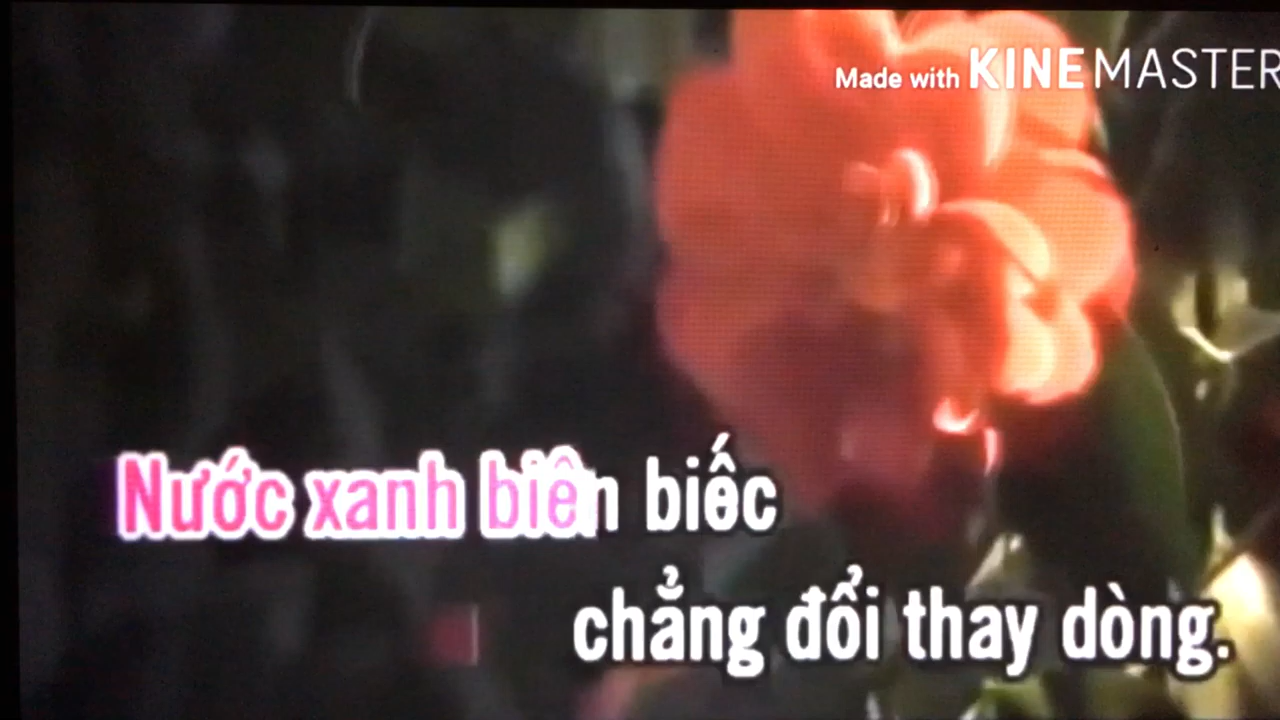 Made with KINEMASTER
Nước xanh biên biếc
chẳng đổi thay dòng.